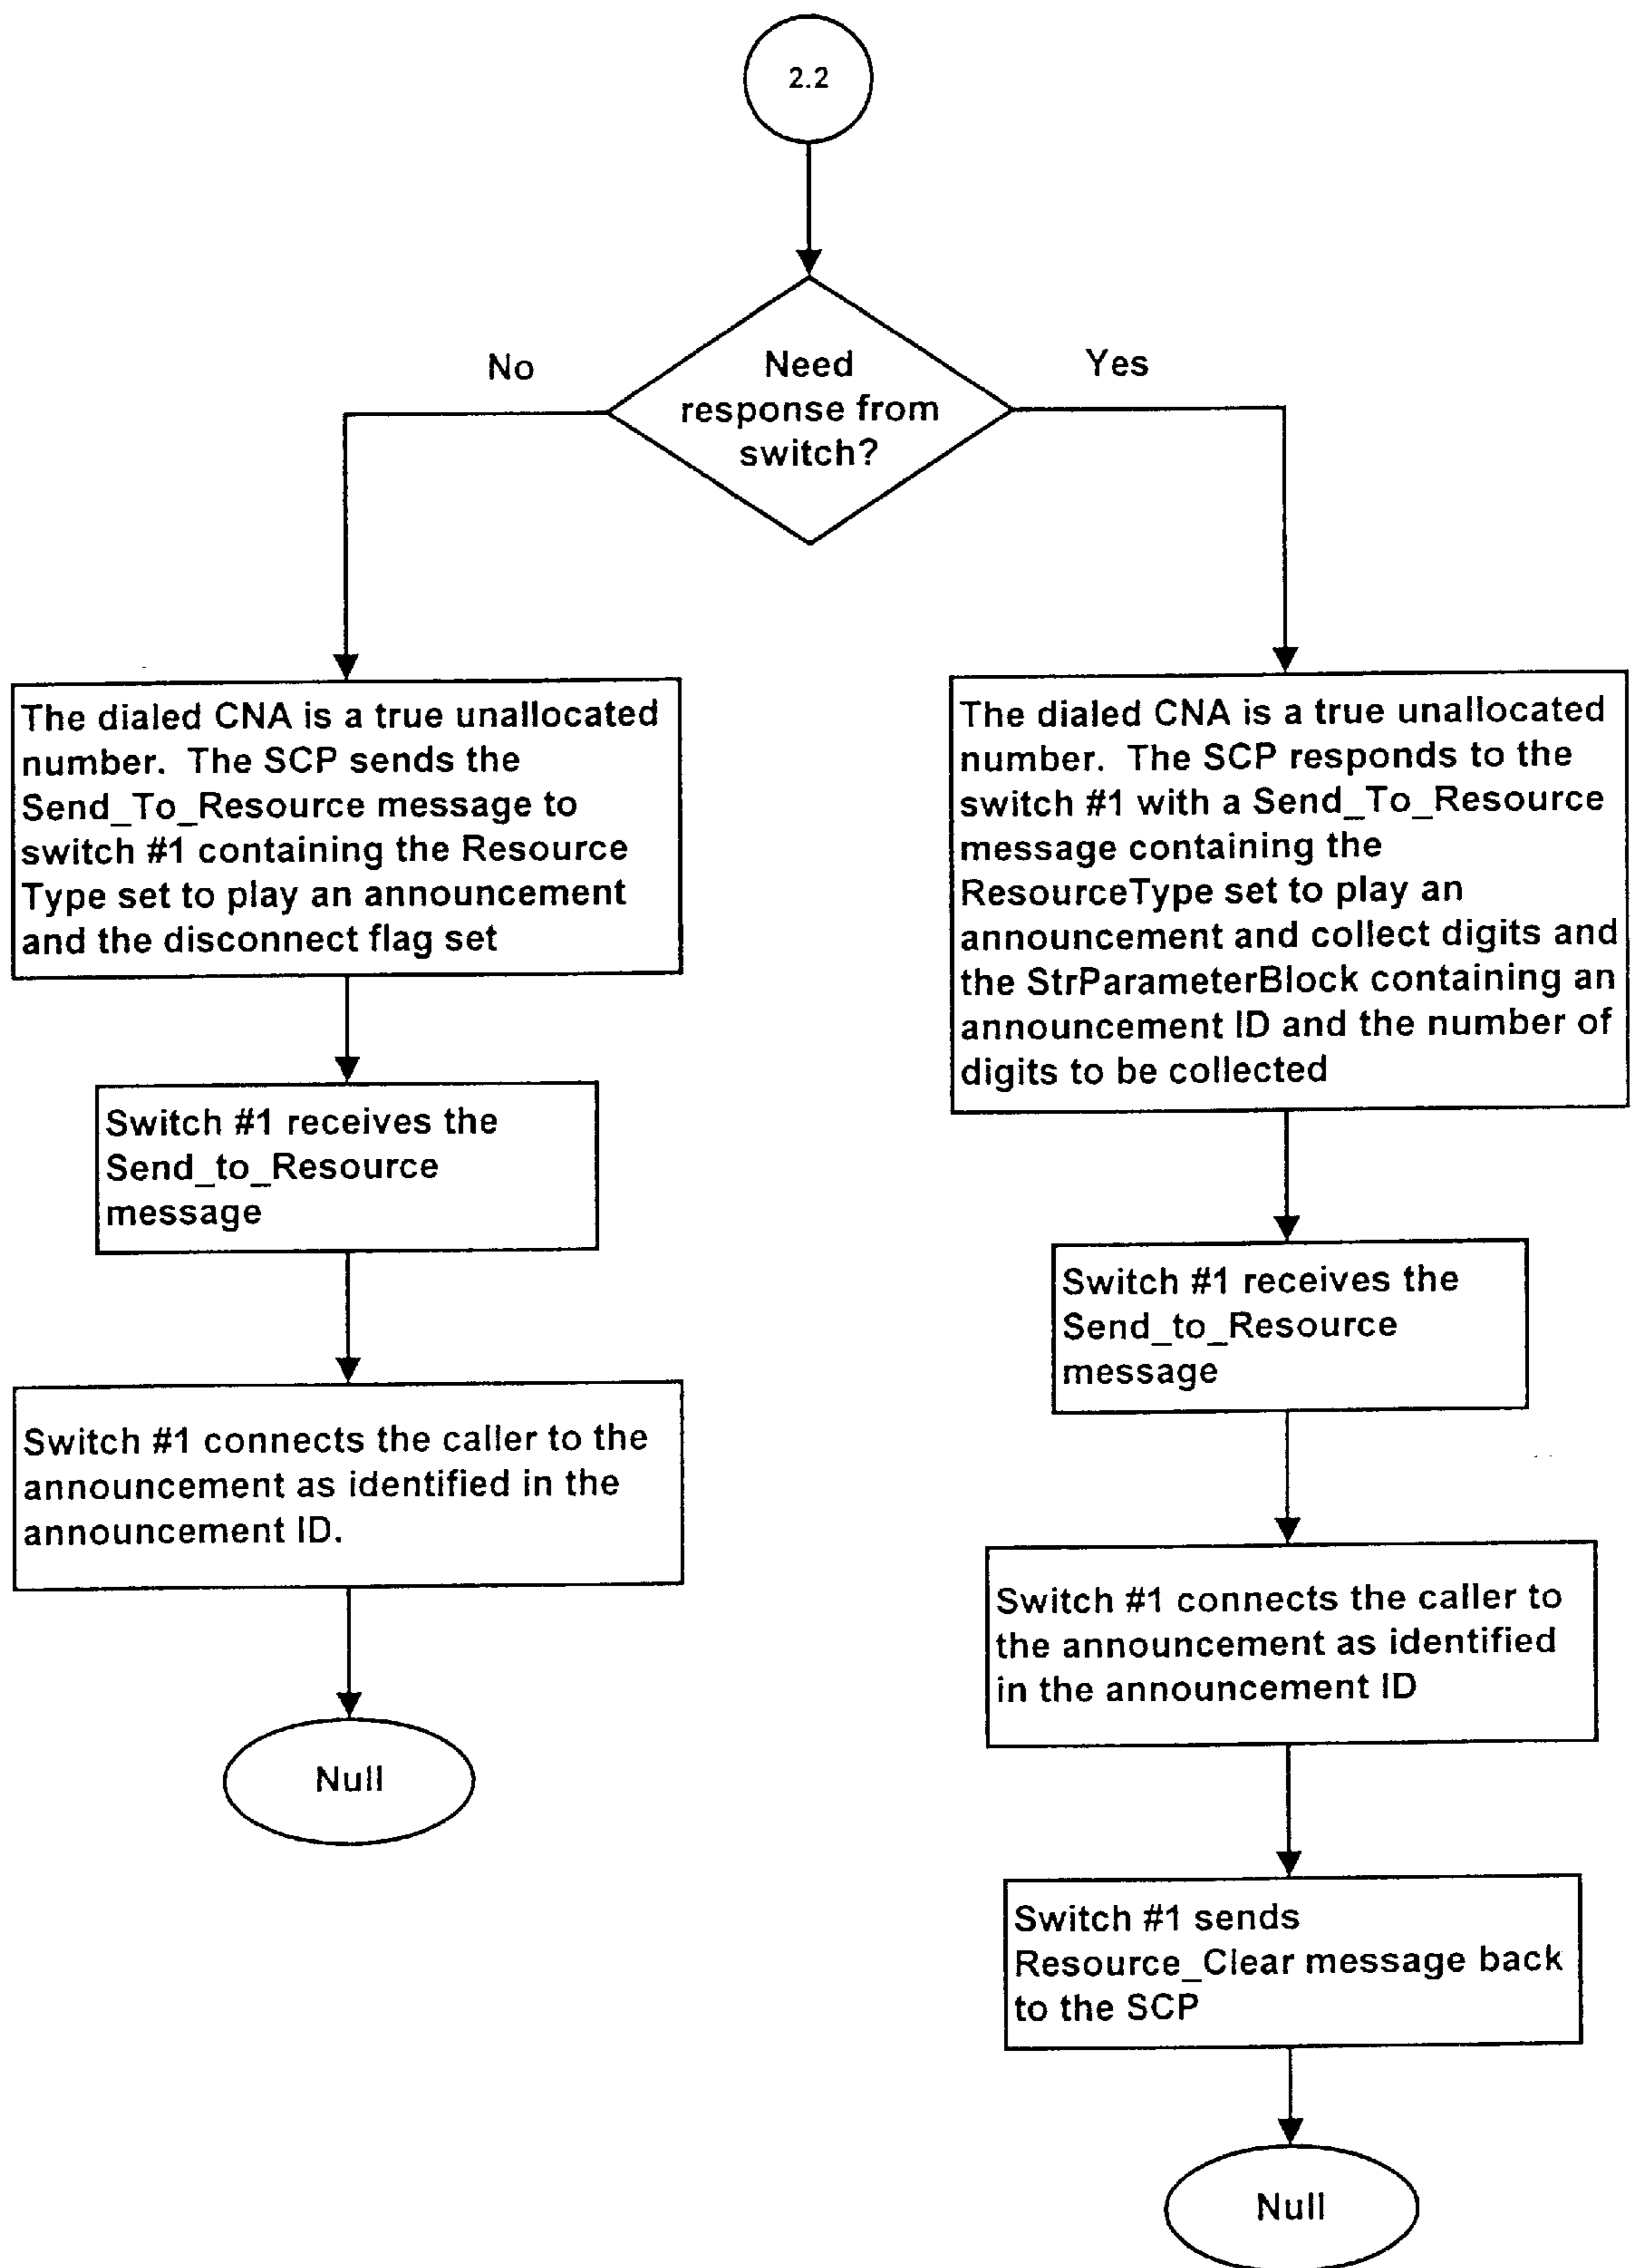 2.2
Need
response from
switch?
No
Yes
The dialed CNA is a true unallocated
number. The SCP sends the
Send_To_Resource message to
switch #1 containing the Resource
Type set to play an announcement
and the disconnect flag set
Switch #1 receives the
Send_to_Resource
message
Switch #1 connects the caller to the
announcement as identified in the
announcement ID.
Null
The dialed CNA is a true unallocated
number. The SCP responds to the
switch #1 with a Send_To_Resource
message containing the
ResourceType set to play an
announcement and collect digits and
the StrParameterBlock containing an
announcement ID and the number of
digits to be collected
Switch #1 receives the
Send_to_Resource
message
Switch #1 connects the caller to
the announcement as identified
in the announcement ID
Switch #1 sends
Resource_Clear message back
to the SCP
Null